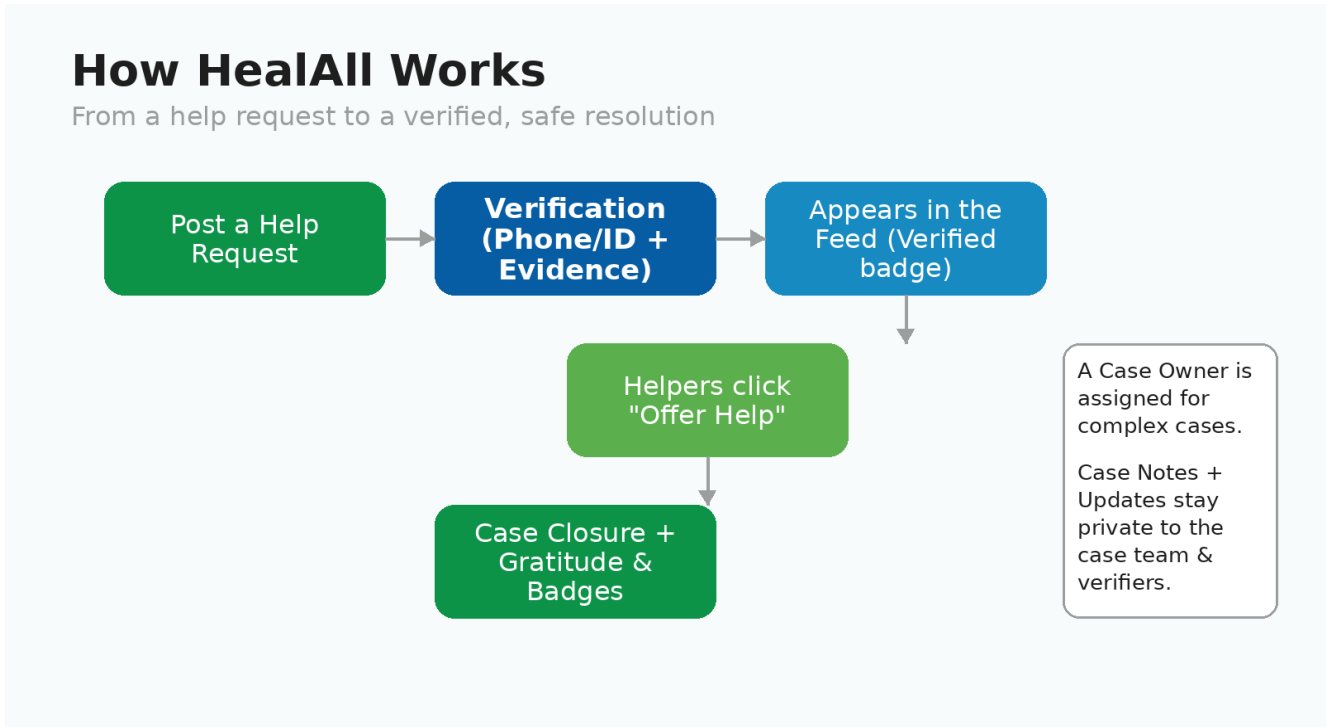 How HealAll Works
From a help request to a verified, safe resolution
Post a Help
Request
Verification
(Phone/ID +
Evidence)
Appears in the
Feed (Verified
badge)
Helpers click
"Offer Help"
A Case Owner is
assigned for
complex cases.
Case Notes +
Updates stay
private to the
case team &
verifiers.
Case Closure +
Gratitude &
Badges